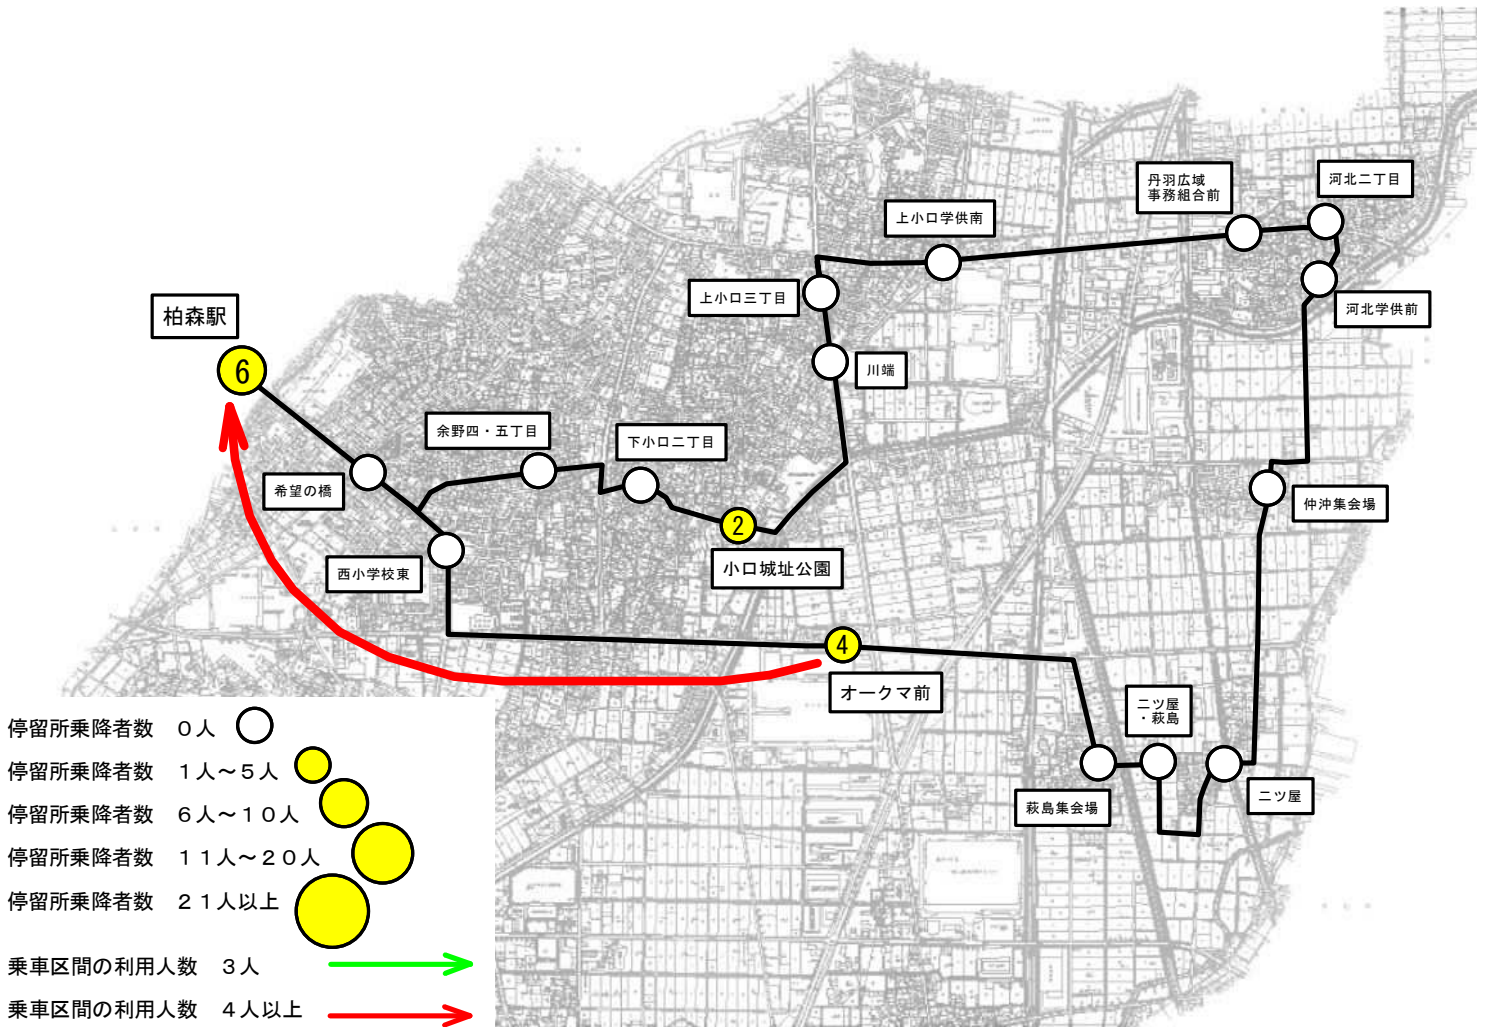 丹羽広域
事務組合前
河北二丁目
上小口学供南
上小口三丁目
河北学供前
柏森駅
6
川端
余野四・五丁目
下小口二丁目
希望の橋
仲沖集会場
2
小口城址公園
西小学校東
4
オークマ前
二ツ屋
・萩島
萩島集会場
二ツ屋
停留所乗降者数　０人
停留所乗降者数　１人～５人
停留所乗降者数　６人～１０人
停留所乗降者数　１１人～２０人
停留所乗降者数　２１人以上
乗車区間の利用人数　３人
乗車区間の利用人数　４人以上